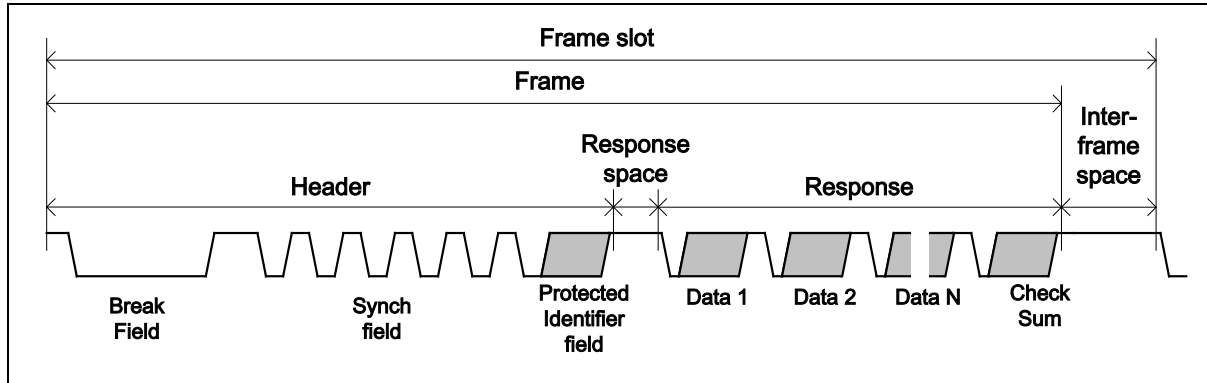 Frame slot
Frame
Inter-
frame
space
Response
space
Header
Response
Break
Field
Synch
field
Protected
Identifier
field
Data 1
Data 2
Data N
Check
Sum